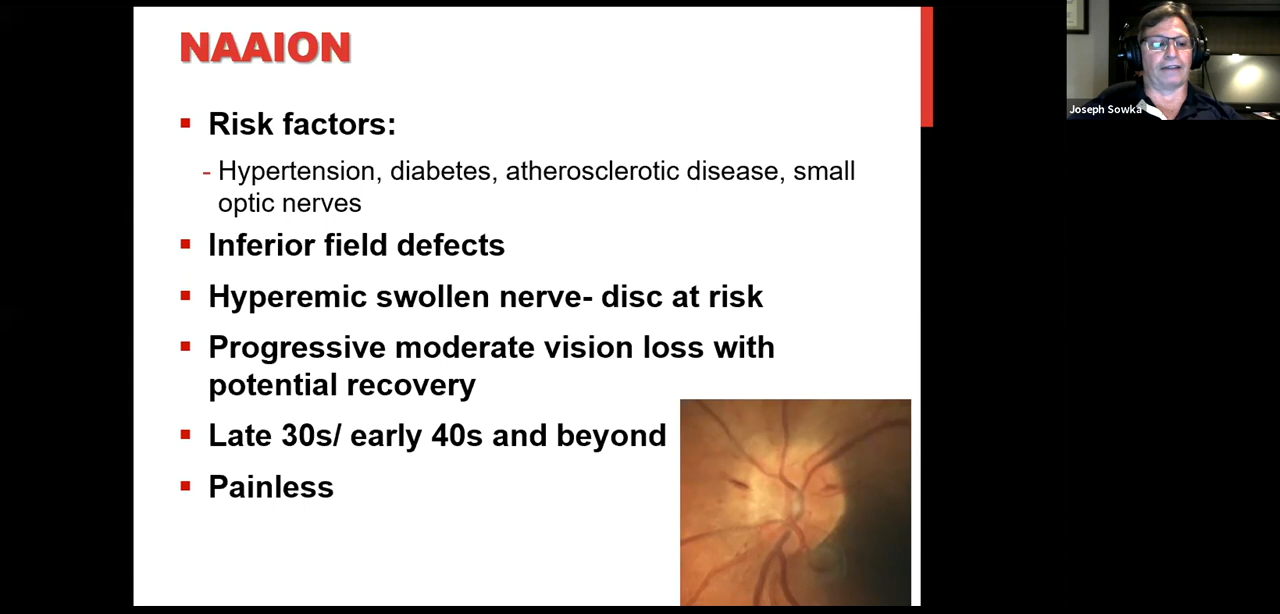 NAAION
Risk factors:
- Hypertension, diabetes, atherosclerotic disease, small
optic nerves
Inferior field defects
Hyperemic swollen nerve- disc at risk
Progressive moderate vision loss with
potential recovery
Late 30s/ early 40s and beyond
Painless
Joseph Sowka